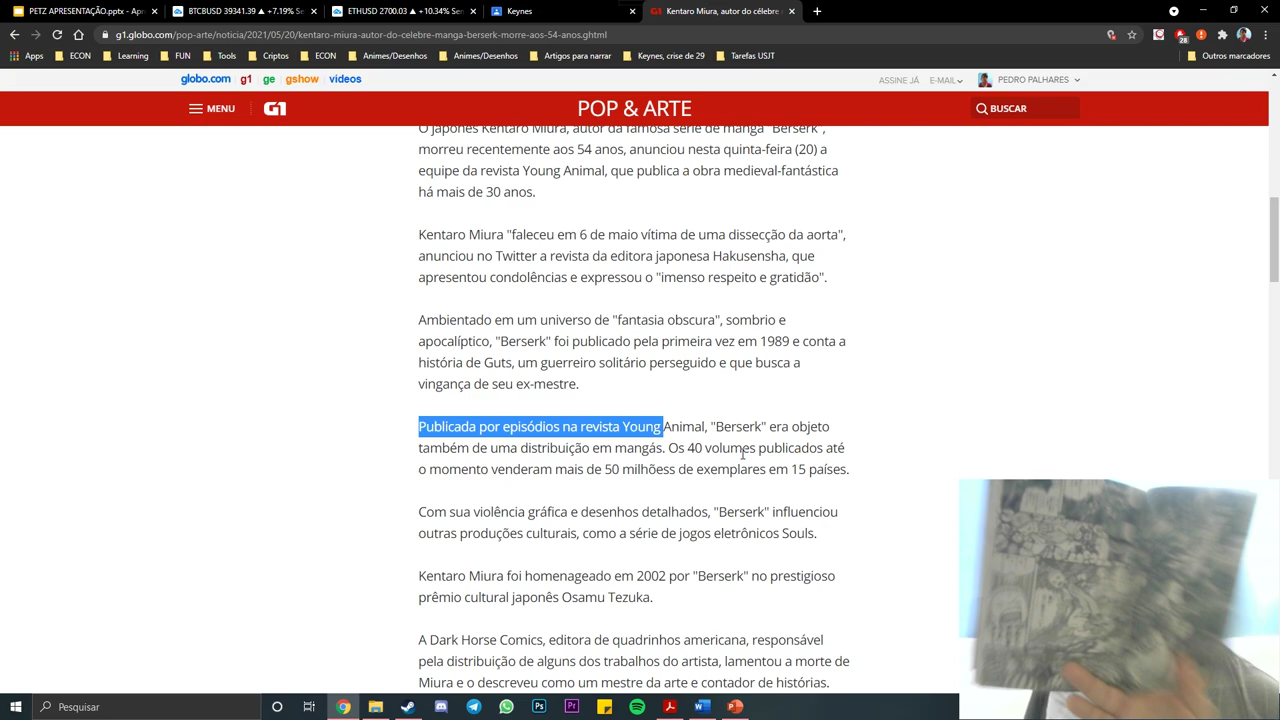 PETZ APRESENTAÇÃO.pptx - Apr
BTCBUSD 39341.39 ▲ +7.19% S
ETHUSD 2700.03 ▲ +10.34% Sem
Keynes
Kentaro Miura, autor do célebre
g1.globo.com/pop-arte/noticia/2021/05/20/kentaro-miura-autor-do-celebre-manga-berserk-morre-aos-54-anos.ghtml
28
Apps ECON Learning FUN Tools Criptos ECON Animes/Desenhos Animes/Desenhos Artigos para narrar Keynes, crise de 29 Tarefas USJT Outros marcadores
globo.com g1 ge gshow videos ASSINE JÁ E-MAIL PEDRO PALHARES
MENU G1 POP & ARTE BUSCAR
O japonês Kentaro Miura, autor da famosa série de mangá "Berserk",
morreu recentemente aos 54 anos, anunciou nesta quinta-feira (20) a
equipe da revista Young Animal, que publica a obra medieval-fantástica
há mais de 30 anos.
Kentaro Miura "faleceu em 6 de maio vítima de uma dissecção da aorta",
anunciou no Twitter a revista da editora japonesa Hakusensha, que
apresentou condolências e expressou o "imenso respeito e gratidão".
Ambientado em um universo de "fantasia obscura", sombrio e
apocalíptico, "Berserk" foi publicado pela primeira vez em 1989 e conta a
história de Guts, um guerreiro solitário perseguido e que busca a
vingança de seu ex-mestre.
Publicada por episódios na revista Young Animal, "Berserk" era objeto
também de uma distribuição em mangás. Os 40 volumes publicados até
o momento venderam mais de 50 milhõess de exemplares em 15 países.
Com sua violência gráfica e desenhos detalhados, "Berserk" influenciou
outras produções culturais, como a série de jogos eletrônicos Souls.
Kentaro Miura foi homenageado em 2002 por "Berserk" no prestigioso
prêmio cultural japonês Osamu Tezuka.
A Dark Horse Comics, editora de quadrinhos americana, responsável
pela distribuição de alguns dos trabalhos do artista, lamentou a morte de
Miura e o descreveu como um mestre da arte e contador de histórias.
Pesquisar